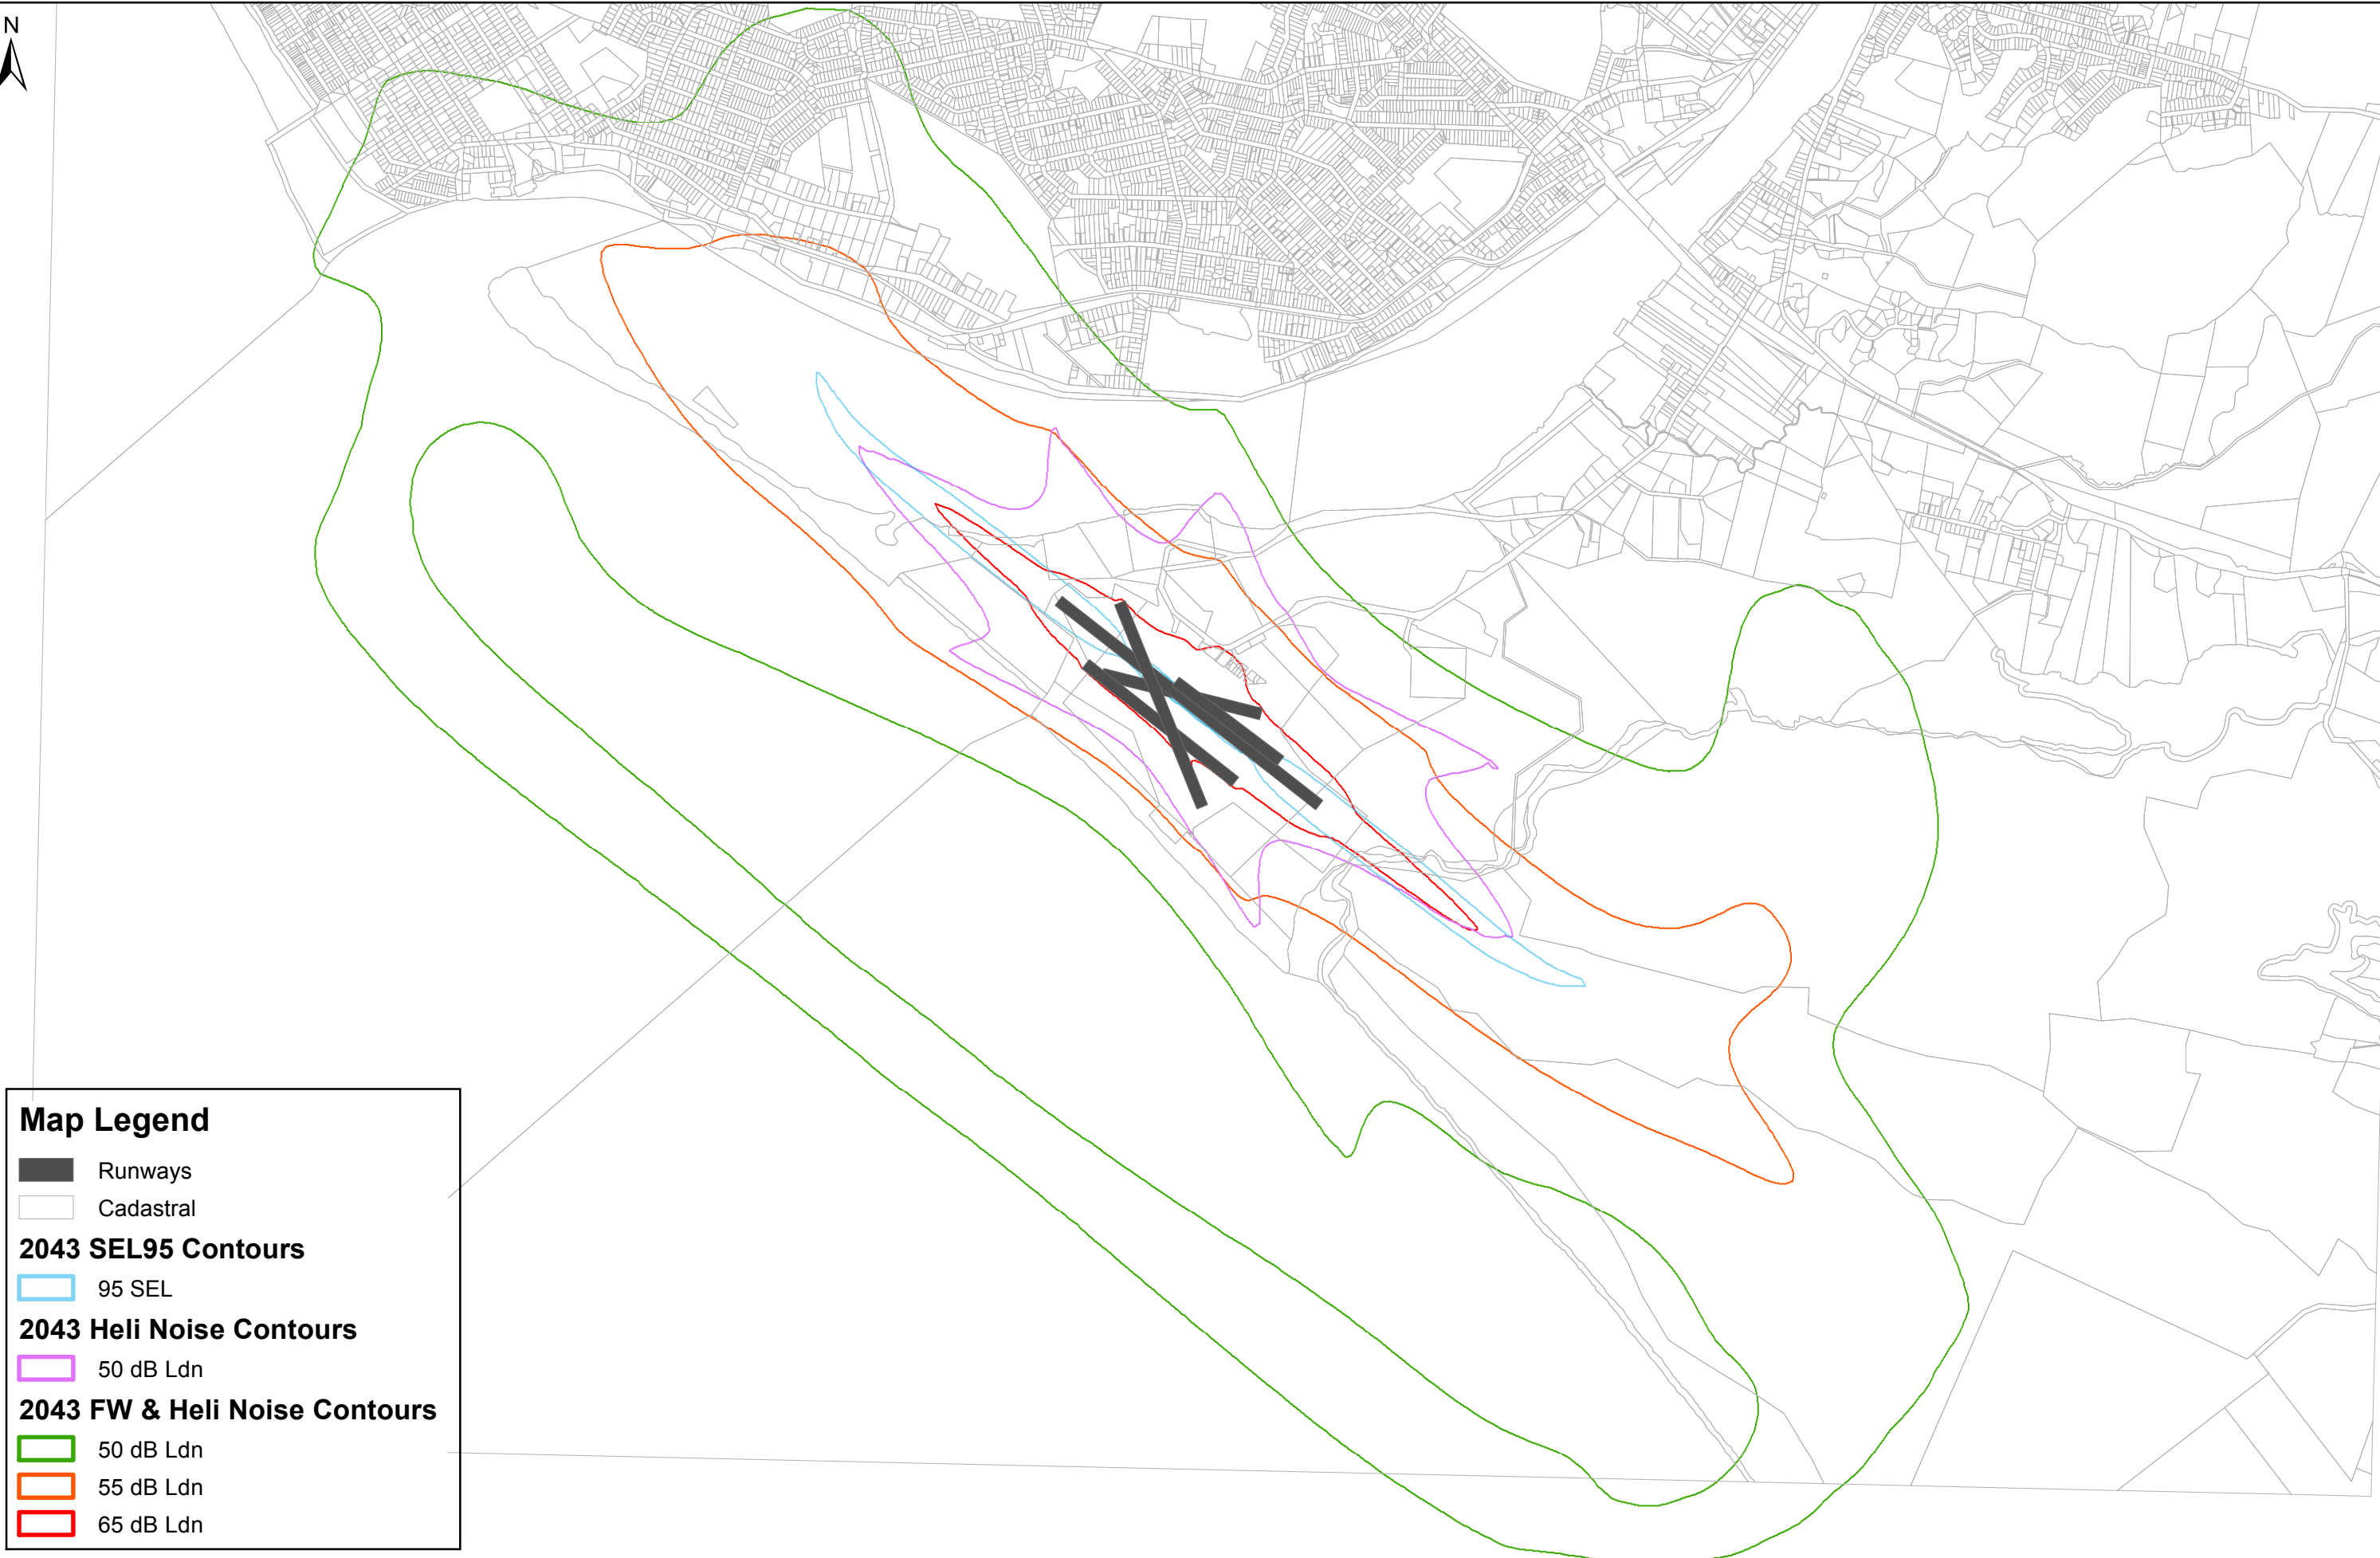 N
Map Legend
Runways
Cadastral
2043 SEL95 Contours
95 SEL
2043 Heli Noise Contours
50 dB Ldn
2043 FW & Heli Noise Contours
50 dB Ldn
55 dB Ldn
65 dB Ldn